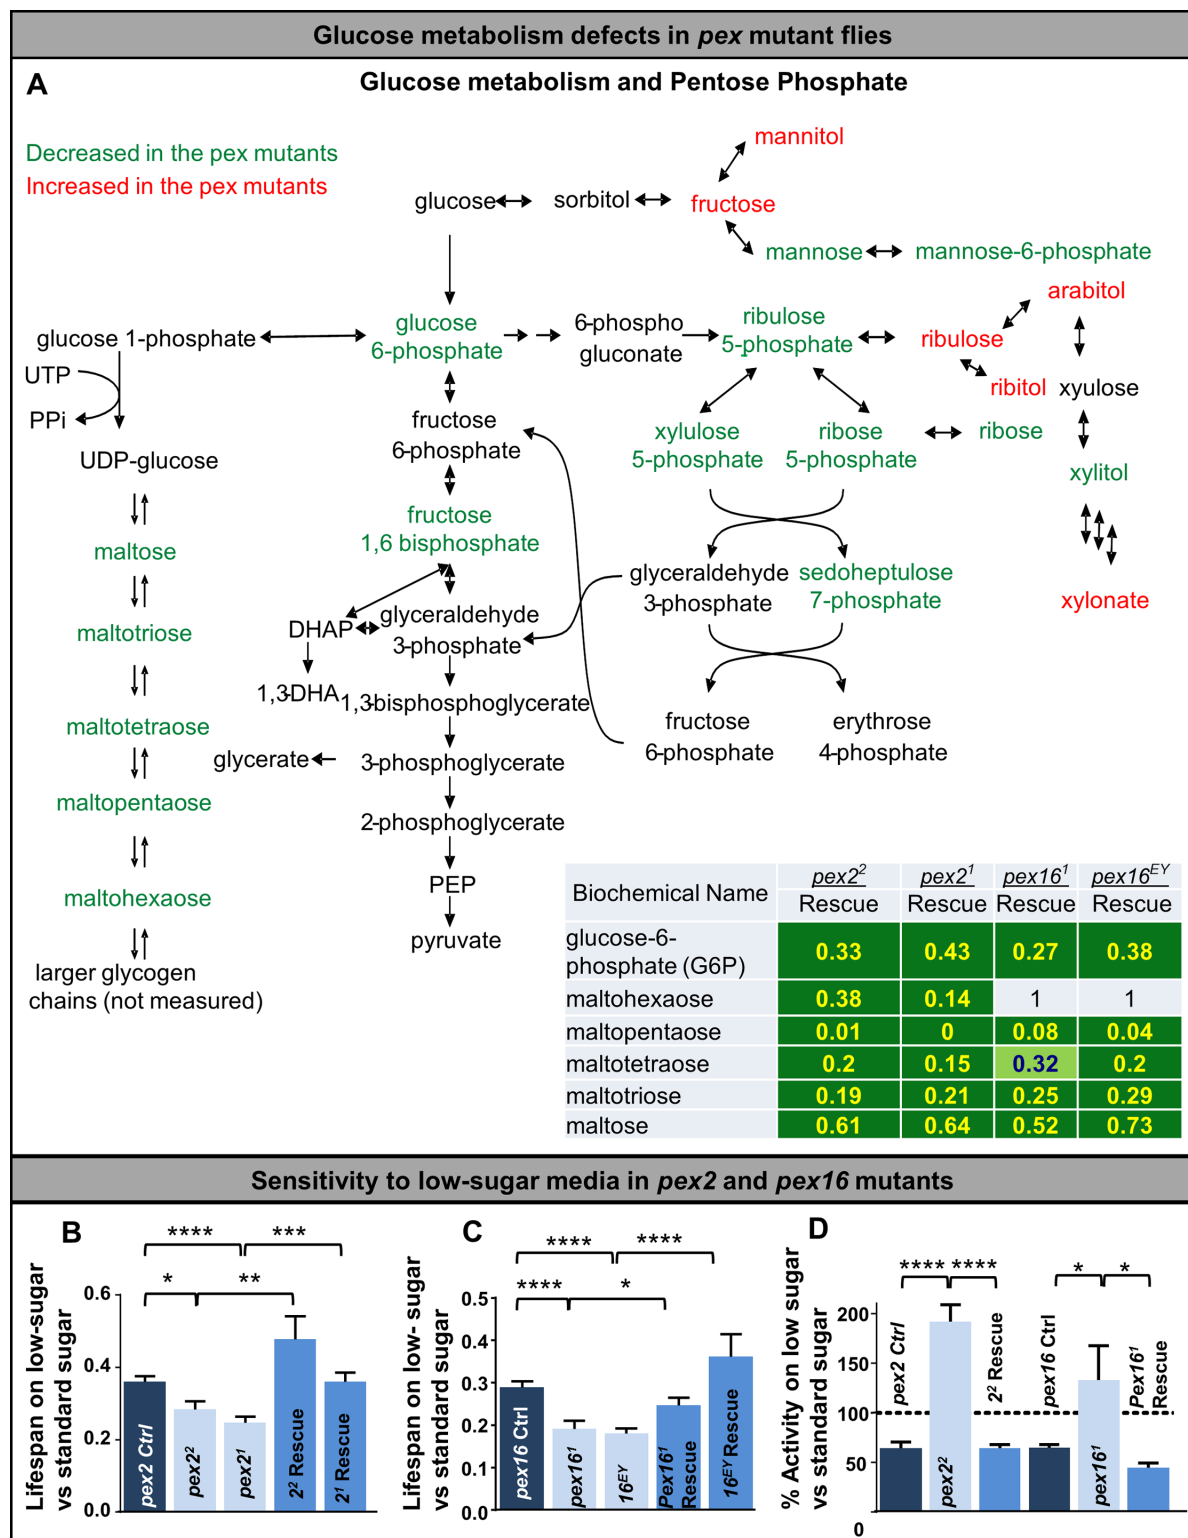 Glucose metabolism defects in pex mutant flies
A
Glucose metabolism and Pentose Phosphate
Decreased in the pex mutants
Increased in the pex mutants
mannitol
glucose
sorbitol
fructose
mannose
mannose-6-phosphate
arabitol
glucose 1-phosphate
glucose
6-phosphate
6-phospho
gluconate
ribulose
5-phosphate
ribulose
ribitol
xyulose
UTP
PPi
UDP-glucose
fructose
6-phosphate
xylulose
5-phosphate
ribose
5-phosphate
ribose
xylitol
maltose
fructose
1,6 bisphosphate
glyceraldehyde
3-phosphate
sedoheptulose
7-phosphate
xylonate
maltotriose
DHAP
glyceraldehyde
3-phosphate
1,3-DHA
1,3-bisphosphoglycerate
maltotetraose
glycerate
3-phosphoglycerate
fructose
6-phosphate
erythrose
4-phosphate
maltopentaose
2-phosphoglycerate
maltohexaose
PEP
pyruvate
larger glycogen
chains (not measured)
Biochemical Name pex2² pex2¹ pex16¹ pex16ᴱʸ
Rescue Rescue Rescue Rescue
glucose-6-
phosphate (G6P) 0.33 0.43 0.27 0.38
maltohexaose 0.38 0.14 1 1
maltopentaose 0.01 0 0.08 0.04
maltotetraose 0.2 0.15 0.32 0.2
maltotriose 0.19 0.21 0.25 0.29
maltose 0.61 0.64 0.52 0.73
Sensitivity to low-sugar media in pex2 and pex16 mutants
B
Lifespan on low-sugar
vs standard sugar
**** ***
* **
0.6
0.4
0.2
0.0
pex2 Ctrl
pex2²
pex2¹
2² Rescue
2¹ Rescue
C
Lifespan on low- sugar
vs standard sugar
**** ****
**** *
0.5
0.4
0.3
0.2
0.1
0.0
pex16 Ctrl
pex16¹
16ᴱʸ
Pex16¹
Rescue
16ᴱʸ Rescue
D
% Activity on low sugar
vs standard sugar
**** **** * *
200
150
100
50
0
pex2 Ctrl
pex2²
2² Rescue
pex16 Ctrl
pex16¹
Pex16¹
Rescue